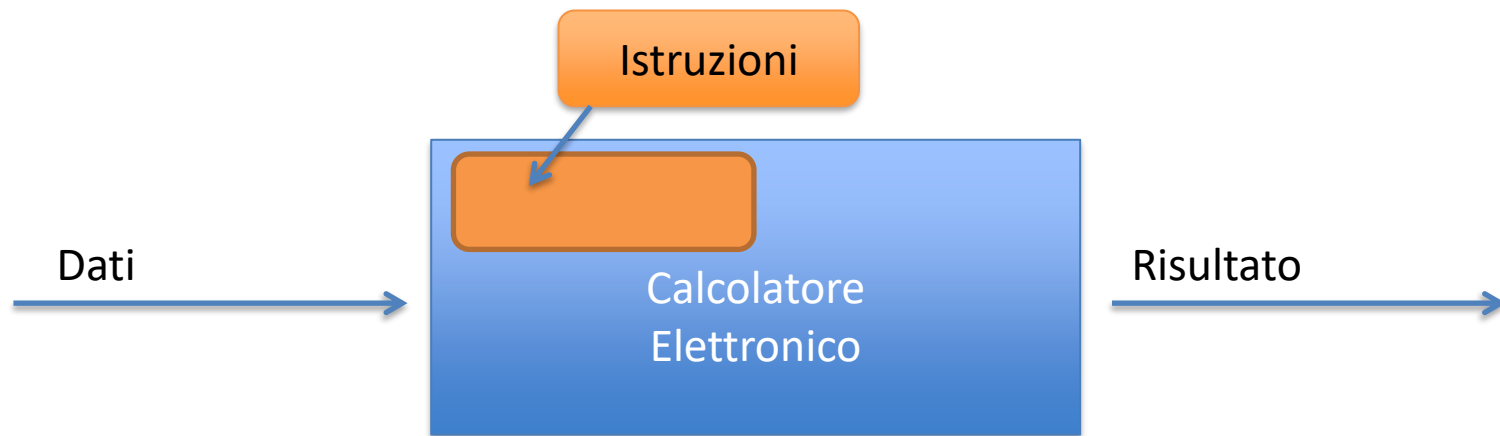 Istruzioni
Dati
Calcolatore
Elettronico
Risultato